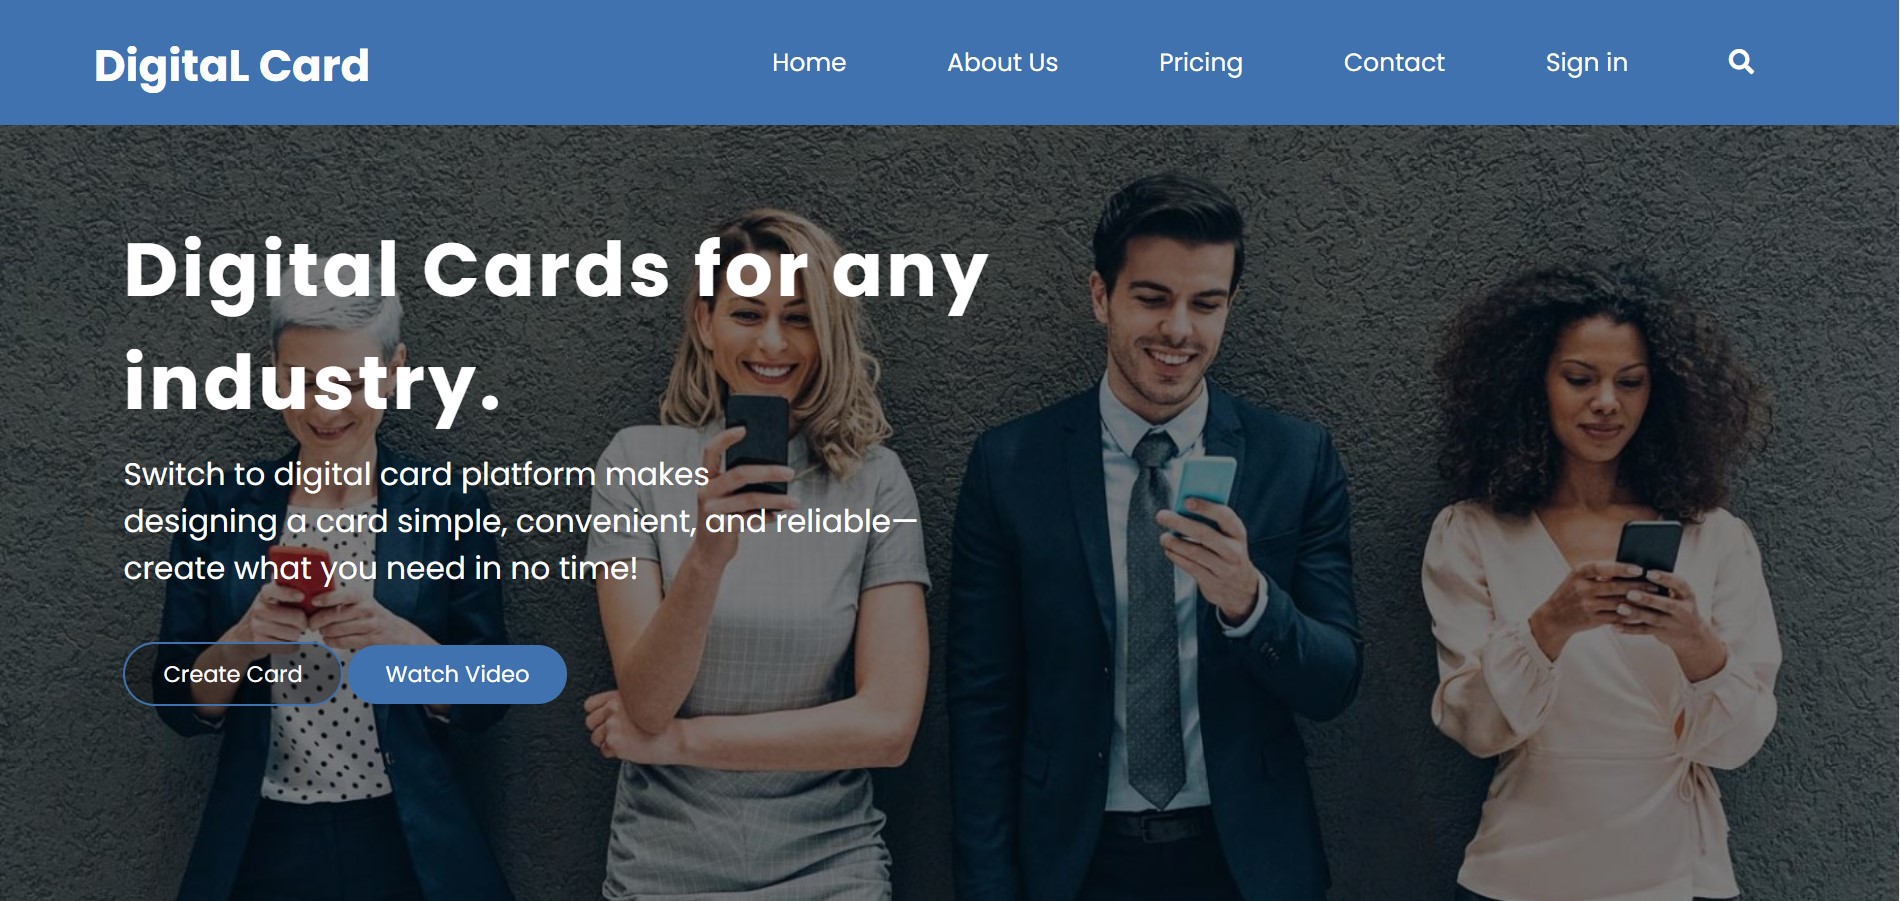 DigitaL Card
Home About Us Pricing Contact Sign in
Digital Cards for any
industry.
Switch to digital card platform makes
designing a card simple, convenient, and reliable—
create what you need in no time!
Create Card Watch Video